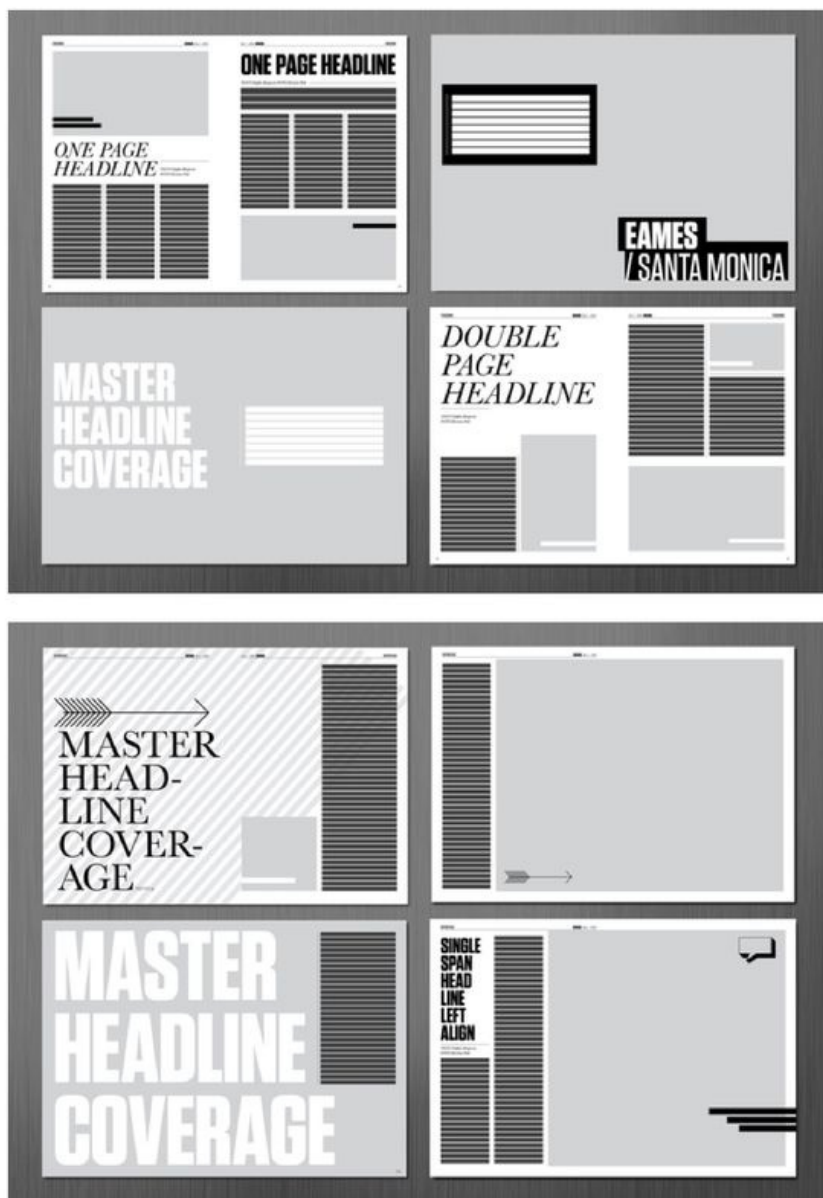 ONE PAGE
HEADLINE
ONE PAGE HEADLINE
EAMES
/ SANTA MONICA
MASTER
HEADLINE
COVERAGE
DOUBLE
PAGE
HEADLINE
MASTER
HEAD-
LINE
COVER-
AGE
MASTER
HEADLINE
COVERAGE
SINGLE
SPAN
HEAD
LINE
LEFT
ALIGN